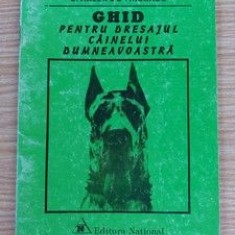 GHID
PENTRU DRESAJUL
CÂINELUI
DUMNEAVOASTRĂ
Editura Național